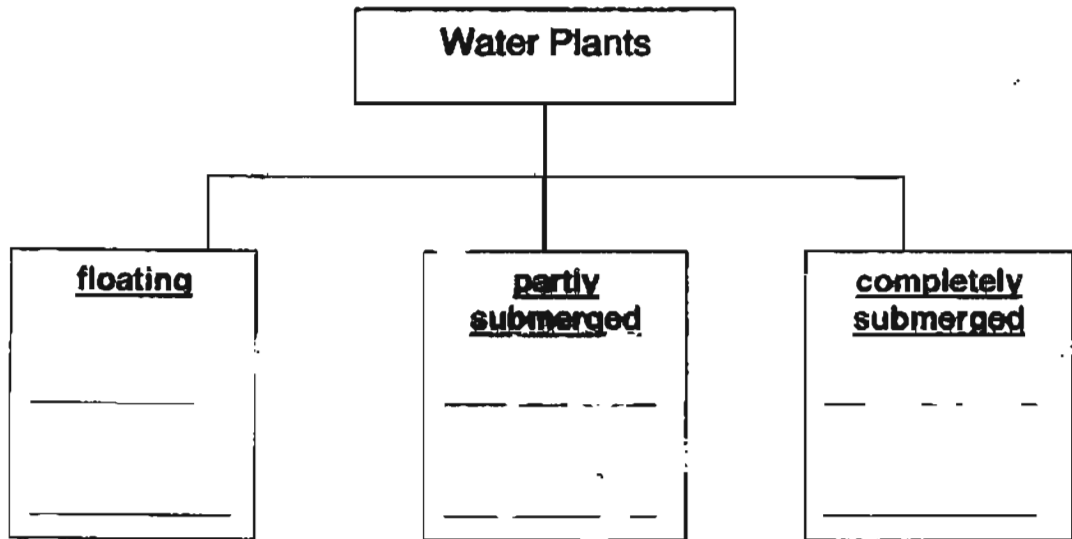 Water Plants
floating
partly
submerged
completely
submerged